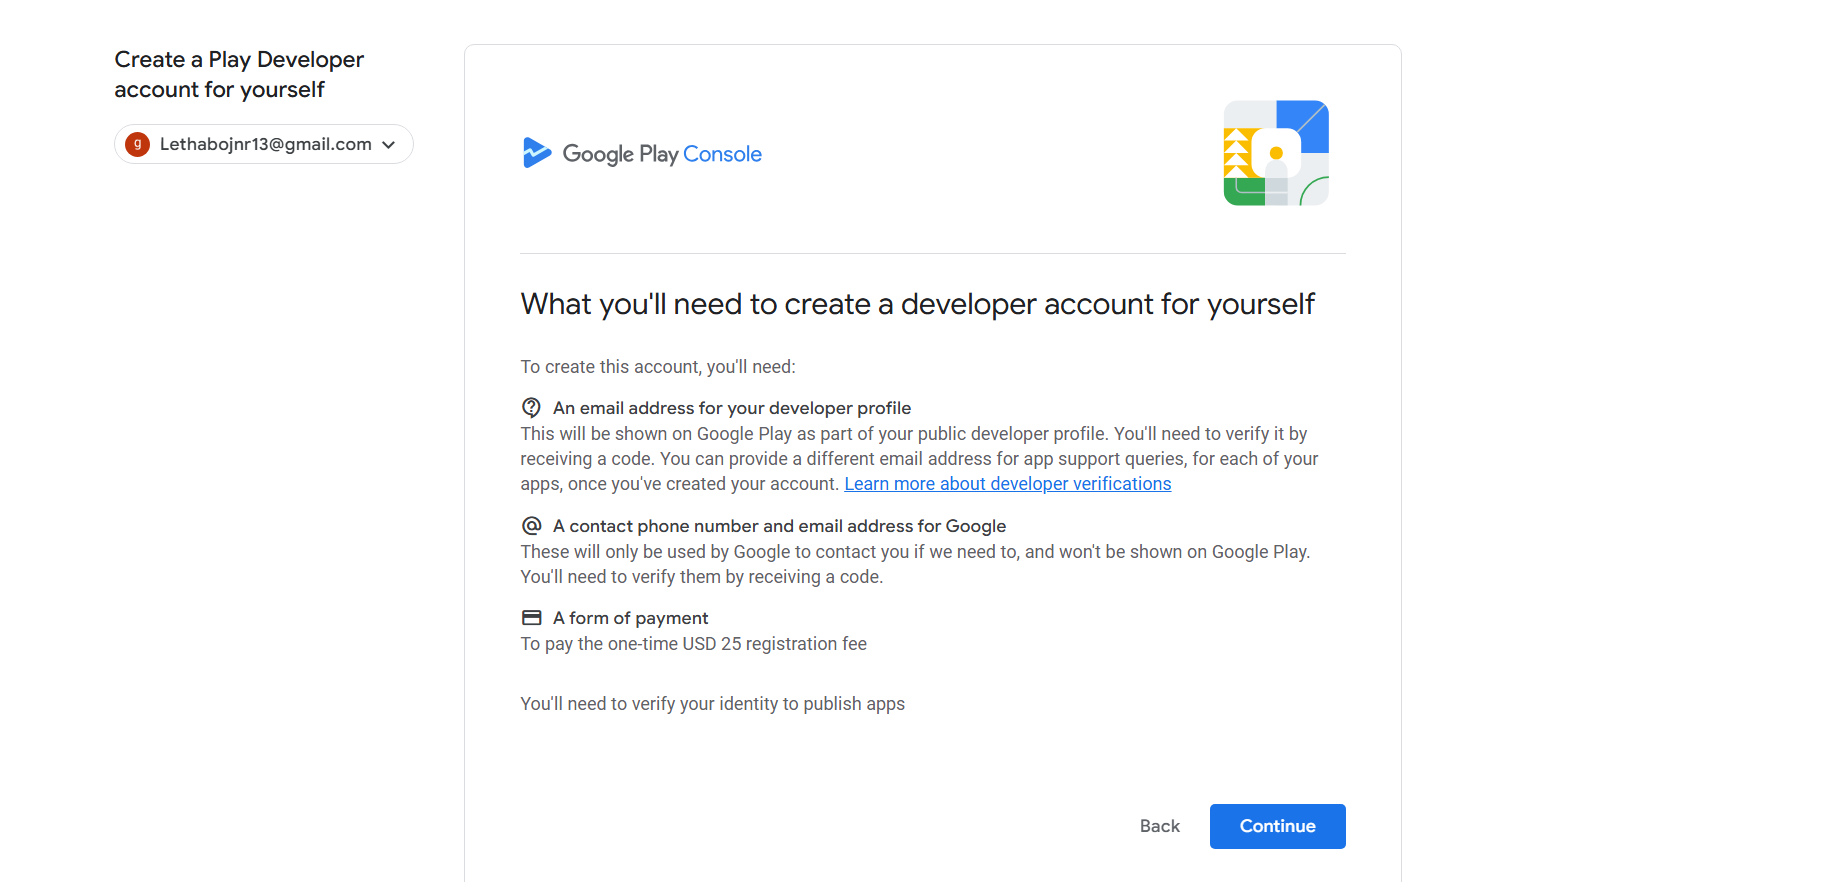 Create a Play Developer
account for yourself
g
Lethabojnr13@gmail.com
Google Play Console
What you'll need to create a developer account for yourself
To create this account, you'll need:
An email address for your developer profile
This will be shown on Google Play as part of your public developer profile. You'll need to verify it by
receiving a code. You can provide a different email address for app support queries, for each of your
apps, once you've created your account. Learn more about developer verifications
A contact phone number and email address for Google
These will only be used by Google to contact you if we need to, and won't be shown on Google Play.
You'll need to verify them by receiving a code.
A form of payment
To pay the one-time USD 25 registration fee
You'll need to verify your identity to publish apps
Back
Continue